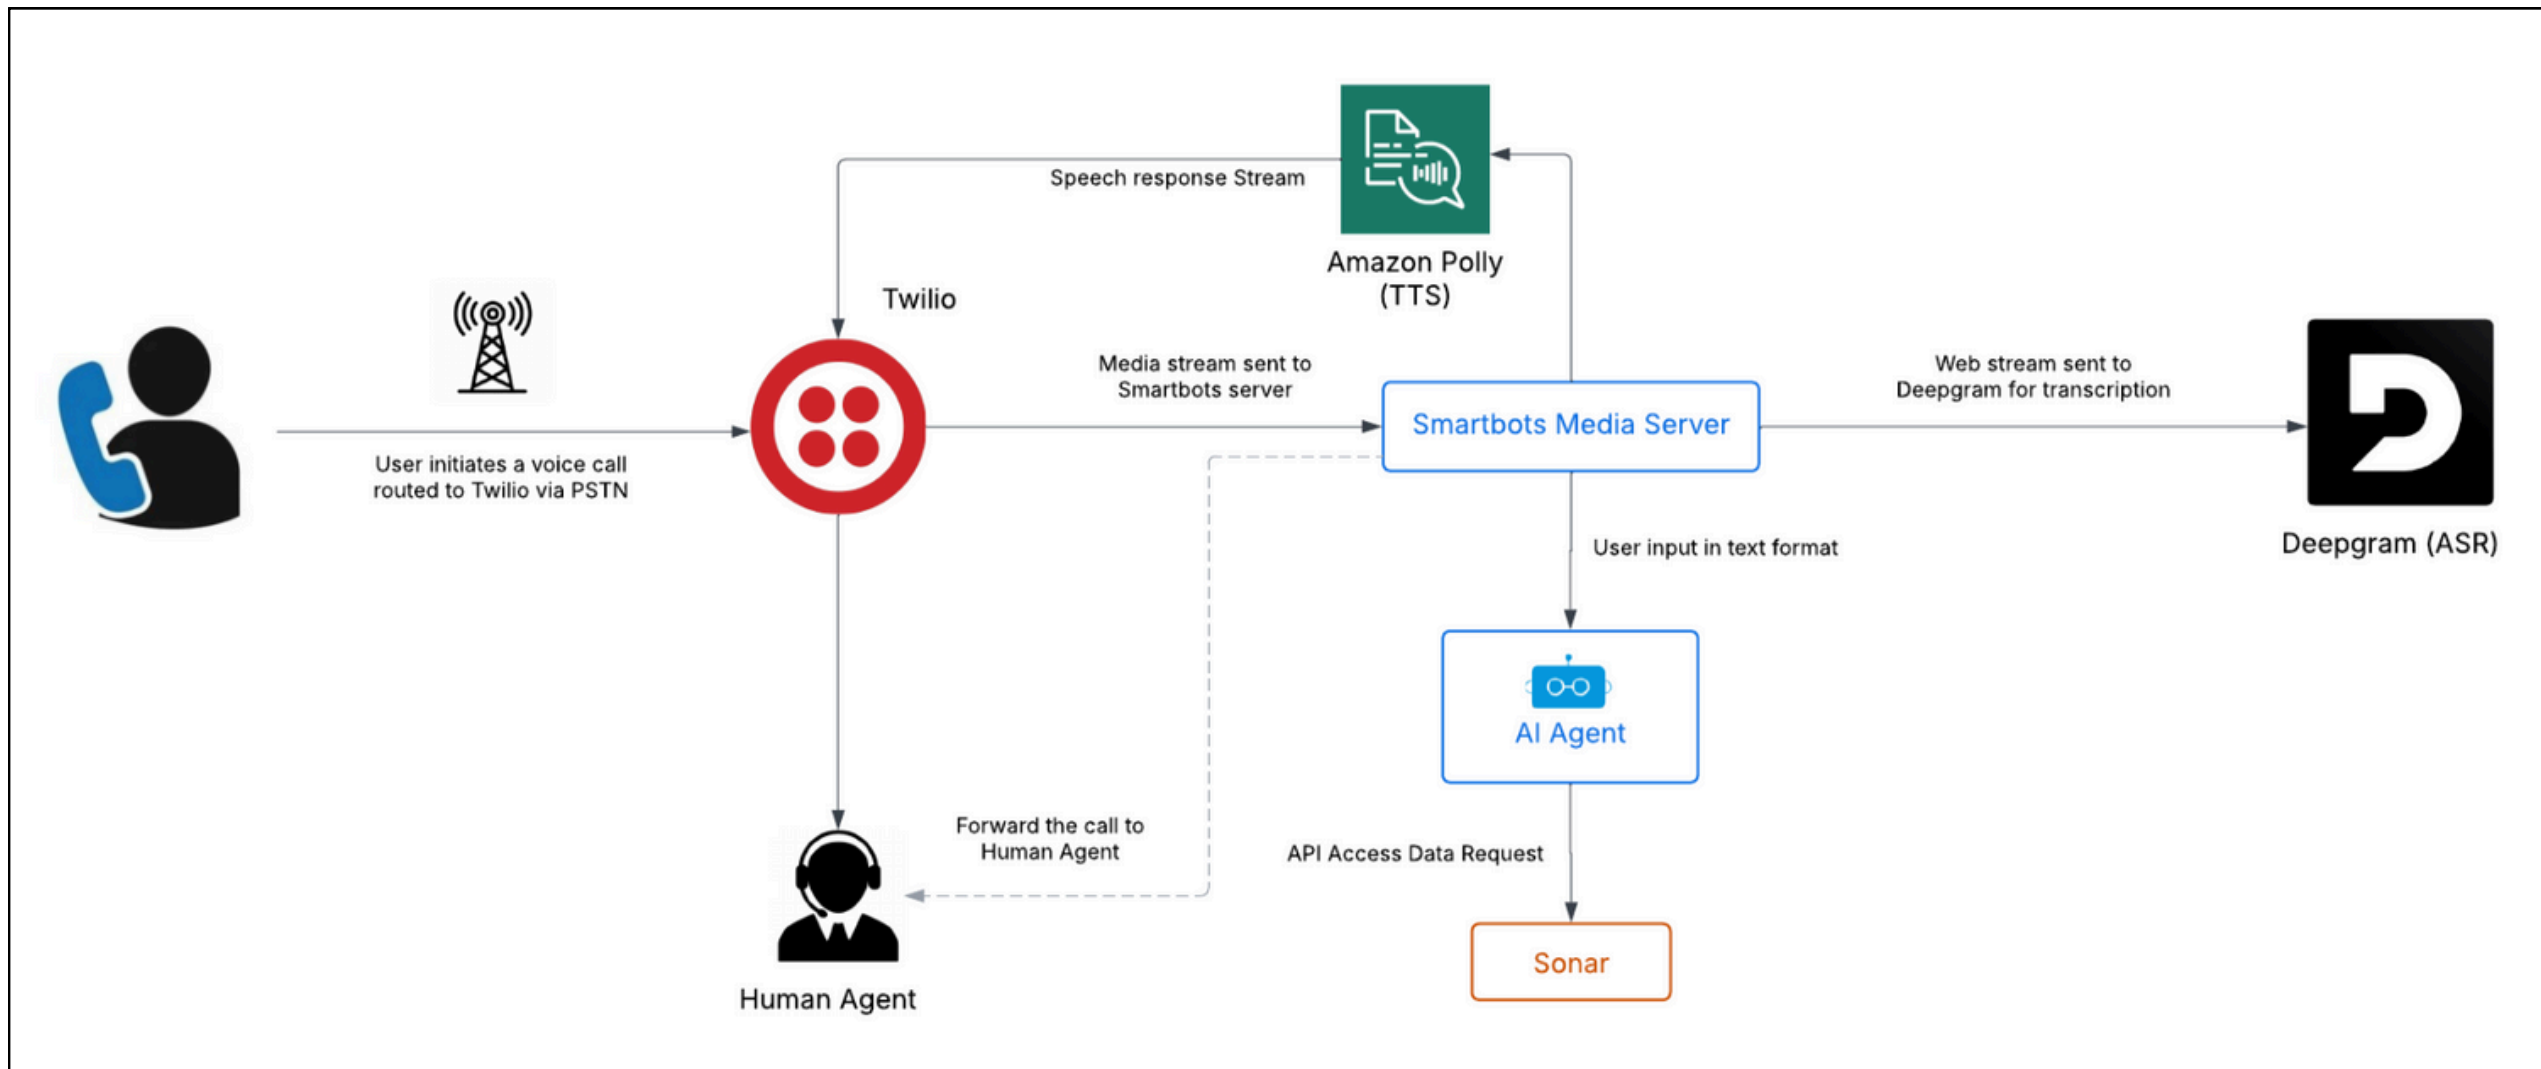 Speech response Stream
Amazon Polly
(TTS)
Twilio
Media stream sent to
Smartbots server
Smartbots Media Server
Web stream sent to
Deepgram for transcription
User initiates a voice call
routed to Twilio via PSTN
Deepgram (ASR)
User input in text format
AI Agent
Forward the call to
Human Agent
API Access Data Request
Sonar
Human Agent